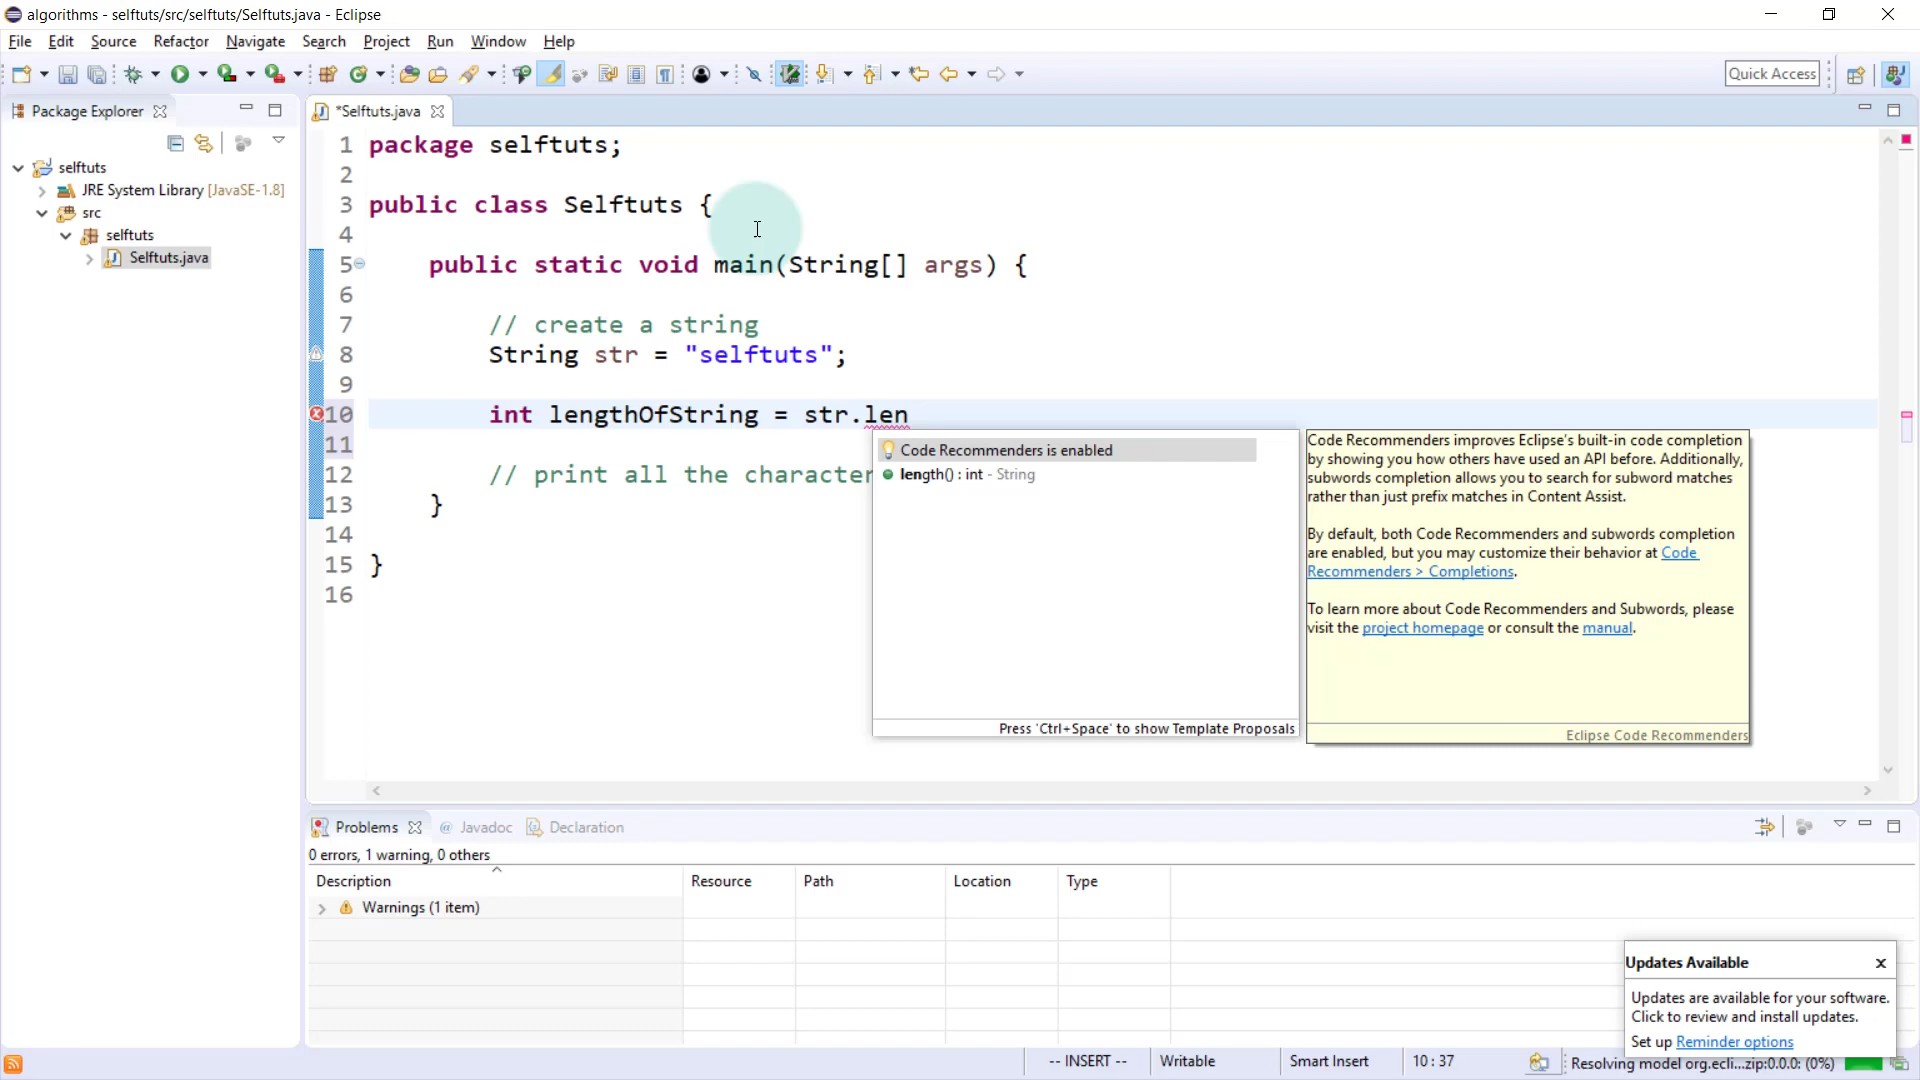 algorithms - selftuts/src/selftuts/Selftuts.java - Eclipse
File Edit Source Refactor Navigate Search Project Run Window Help
Quick Access
Package Explorer
*Selftuts.java
selftuts
JRE System Library [JavaSE-1.8]
src
selftuts
Selftuts.java
1 package selftuts;
2
3 public class Selftuts {
4
5 public static void main(String[] args) {
6
7 // create a string
8 String str = "selftuts";
9
10 int lengthOfString = str.len
11
12 // print all the character
13 }
14
15 }
16
Code Recommenders is enabled
length() : int - String
Press 'Ctrl+Space' to show Template Proposals
Code Recommenders improves Eclipse's built-in code completion
by showing you how others have used an API before. Additionally,
subwords completion allows you to search for subword matches
rather than just prefix matches in Content Assist.
By default, both Code Recommenders and subwords completion
are enabled, but you may customize their behavior at Code
Recommenders > Completions.
To learn more about Code Recommenders and Subwords, please
visit the project homepage or consult the manual.
Eclipse Code Recommenders
Problems @ Javadoc Declaration
0 errors, 1 warning, 0 others
Description Resource Path Location Type
Warnings (1 item)
Updates Available
Updates are available for your software.
Click to review and install updates.
Set up Reminder options
-- INSERT -- Writable Smart Insert 10 : 37 Resolving model org.ecli...zip:0.0.0: (0%)